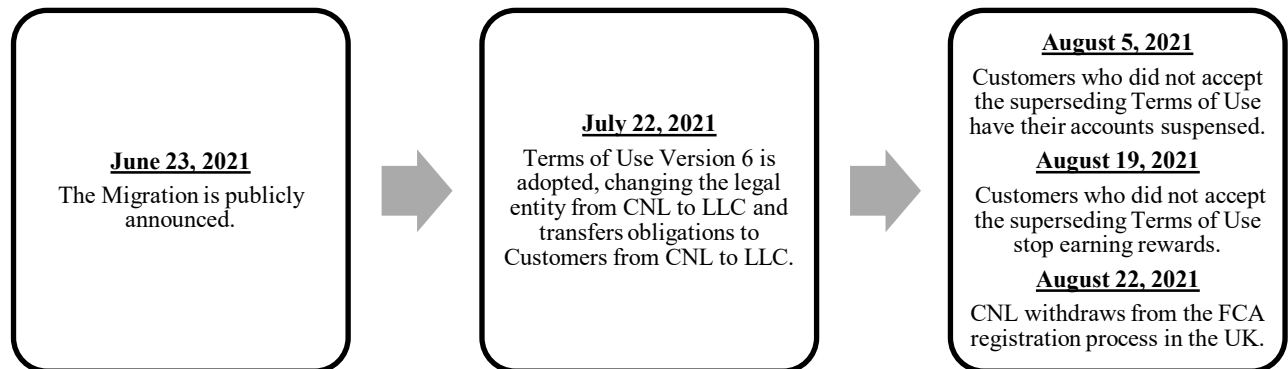 June 23, 2021
The Migration is publicly
announced.
July 22, 2021
Terms of Use Version 6 is
adopted, changing the legal
entity from CNL to LLC and
transfers obligations to
Customers from CNL to LLC.
August 5, 2021
Customers who did not accept
the superseding Terms of Use
have their accounts suspensed.
August 19, 2021
Customers who did not accept
the superseding Terms of Use
stop earning rewards.
August 22, 2021
CNL withdraws from the FCA
registration process in the UK.